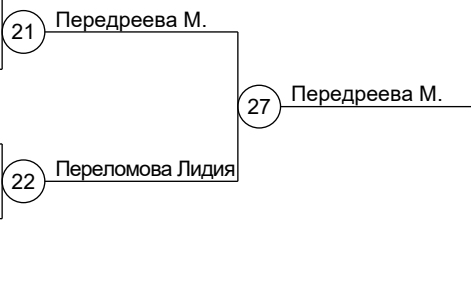 21 Передреева М.
27 Передреева М.
22 Переломова Лидия